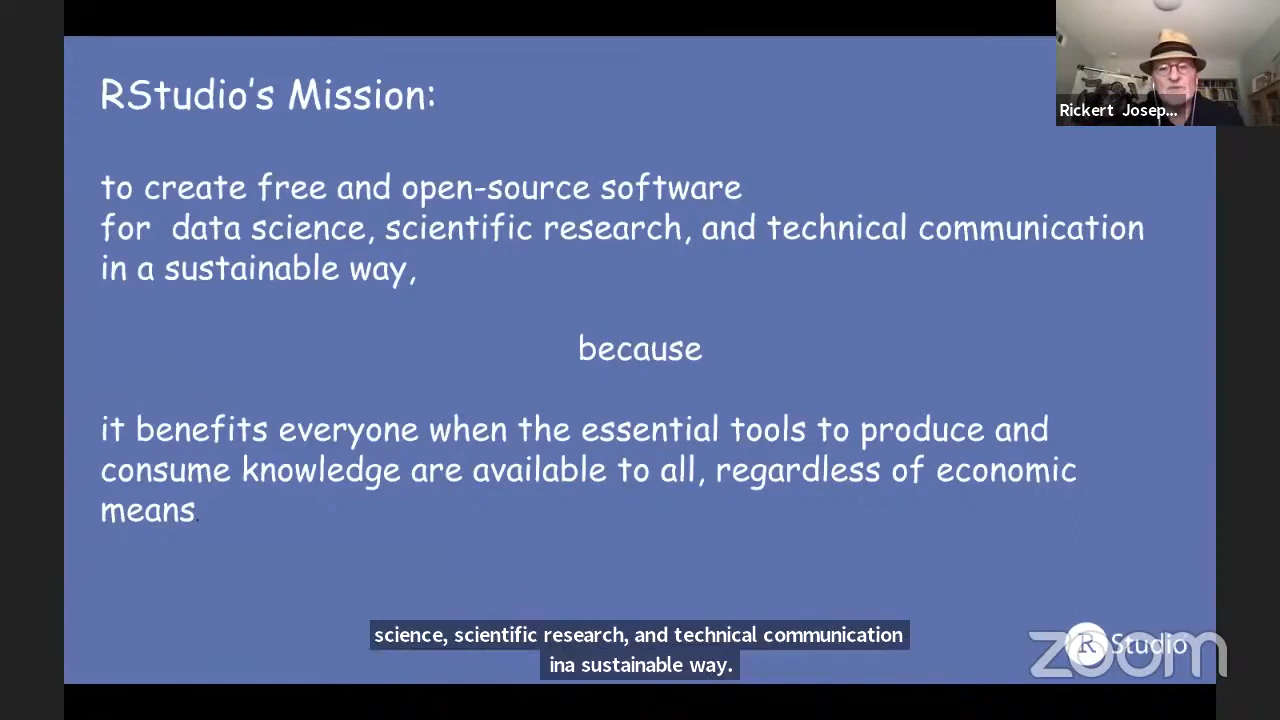 RStudio's Mission:
Rickert Josep...
to create free and open-source software
for data science, scientific research, and technical communication
in a sustainable way,
because
it benefits everyone when the essential tools to produce and
consume knowledge are available to all, regardless of economic
means.
science, scientific research, and technical communication
ina sustainable way.
R Studio
zoom